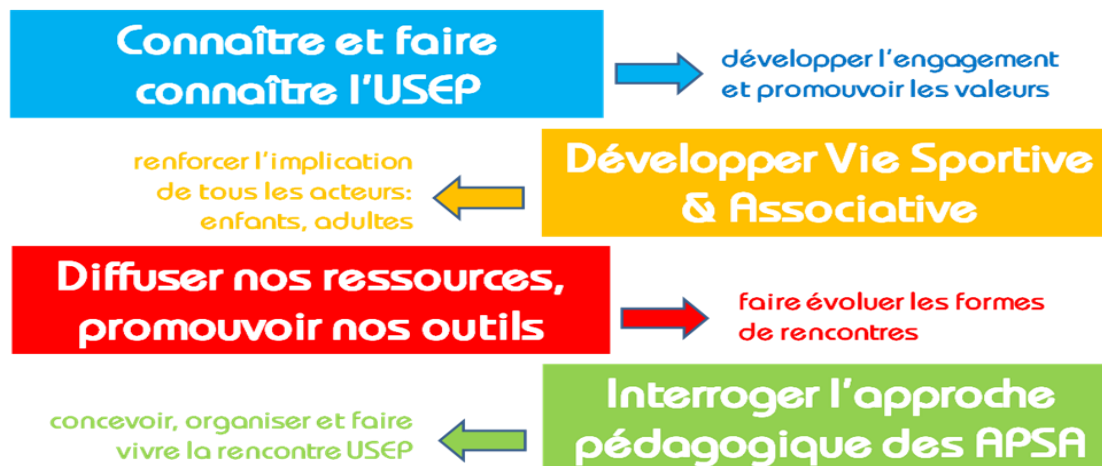 Connaître et faire
connaître l'USEP
développer l'engagement
et promouvoir les valeurs
renforcer l'implication
de tous les acteurs:
enfants, adultes
Développer Vie Sportive
& Associative
Diffuser nos ressources,
promouvoir nos outils
faire évoluer les formes
de rencontres
concevoir, organiser et faire
vivre la rencontre USEP
Interroger l'approche
pédagogique des APSA